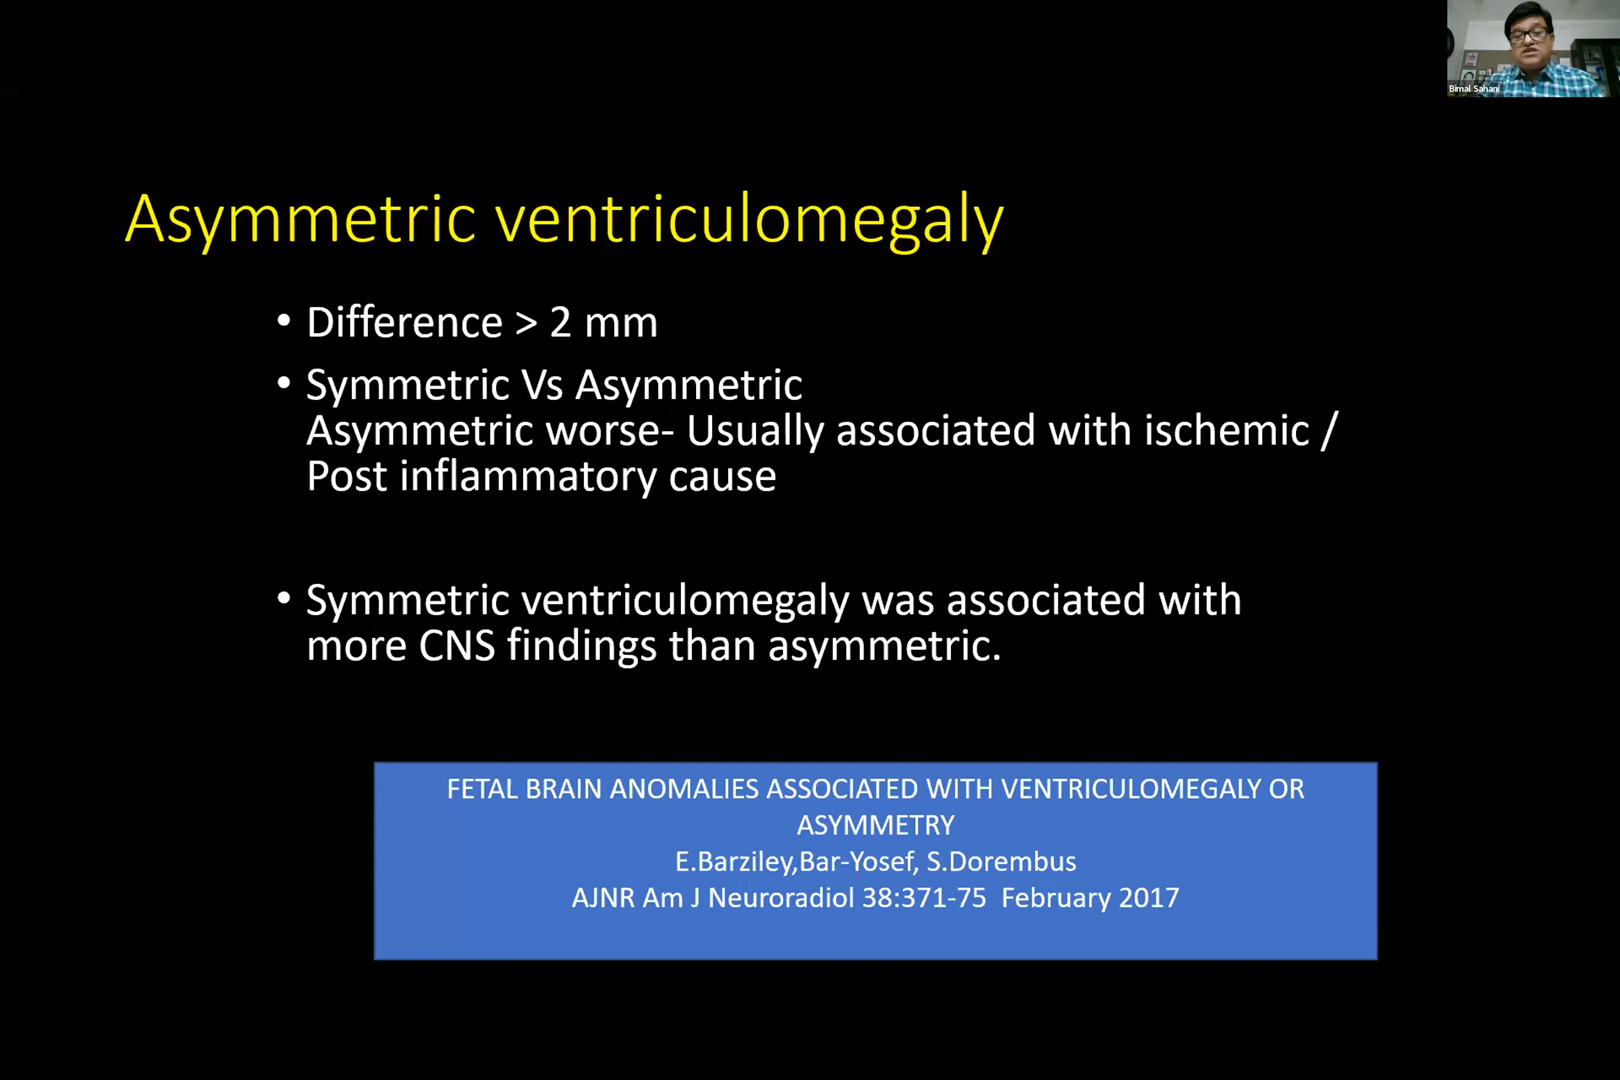 Bimal Sahani
Asymmetric ventriculomegaly
• Difference > 2 mm
• Symmetric Vs Asymmetric
Asymmetric worse- Usually associated with ischemic /
Post inflammatory cause
• Symmetric ventriculomegaly was associated with
more CNS findings than asymmetric.
FETAL BRAIN ANOMALIES ASSOCIATED WITH VENTRICULOMEGALY OR
ASYMMETRY
E.Barziley,Bar-Yosef, S.Dorembus
AJNR Am J Neuroradiol 38:371-75 February 2017